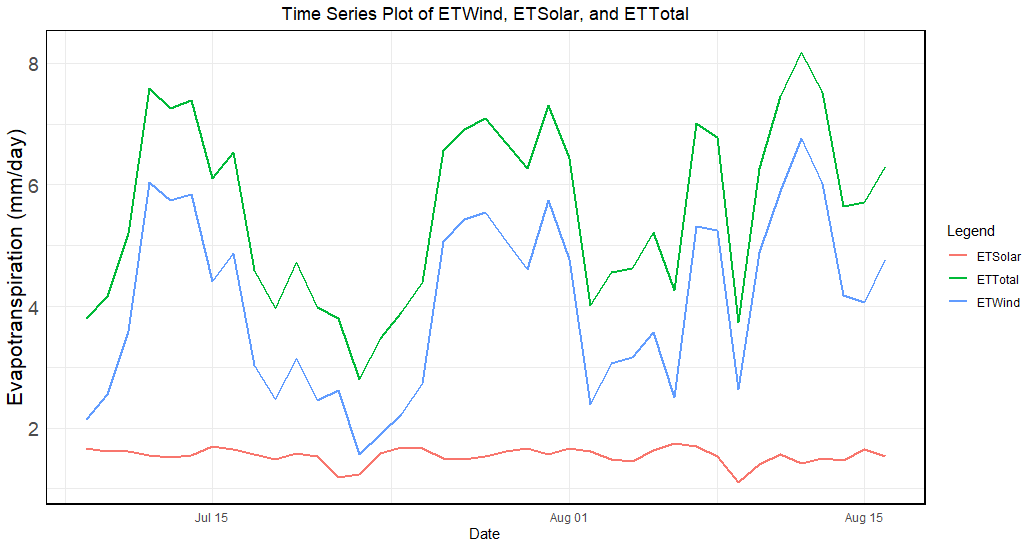 Time Series Plot of ETWind, ETSolar, and ETTotal
Evapotranspiration (mm/day)
8
6
4
2
Jul 15
Aug 01
Aug 15
Date
Legend
ETSolar
ETTotal
ETWind